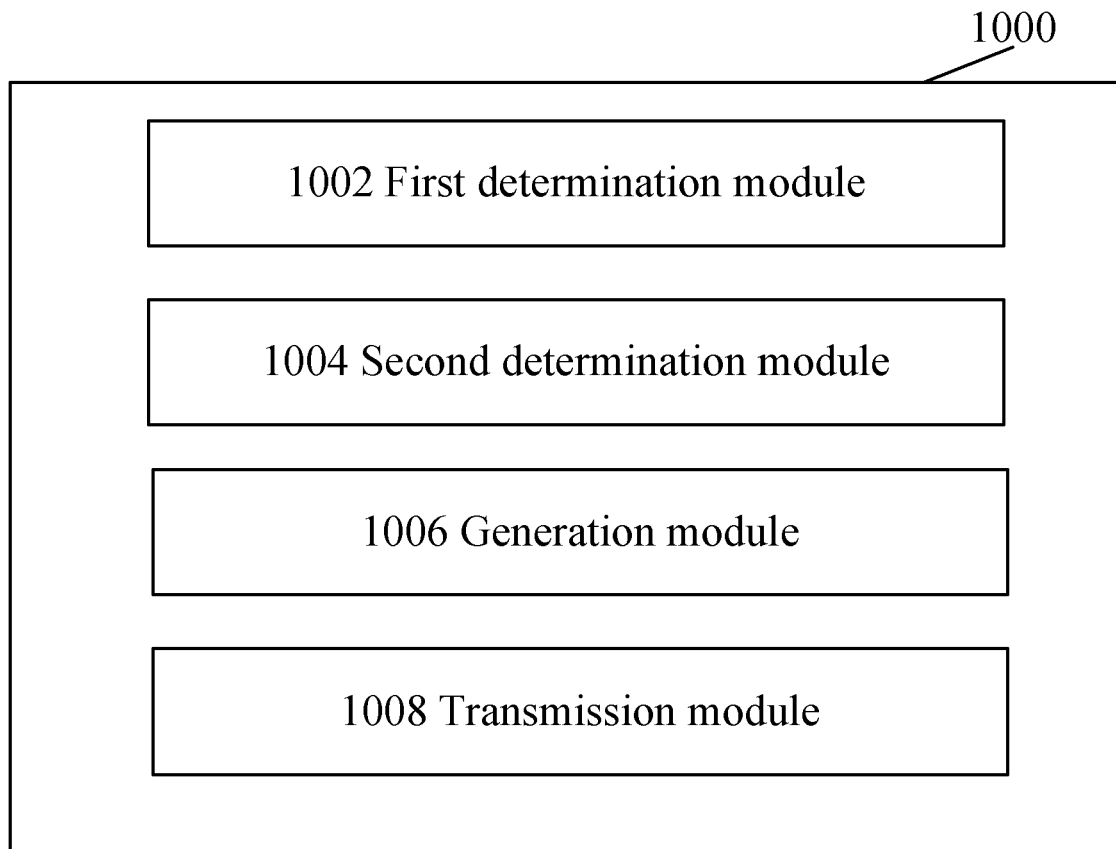 1000
1002 First determination module
1004 Second determination module
1006 Generation module
1008 Transmission module